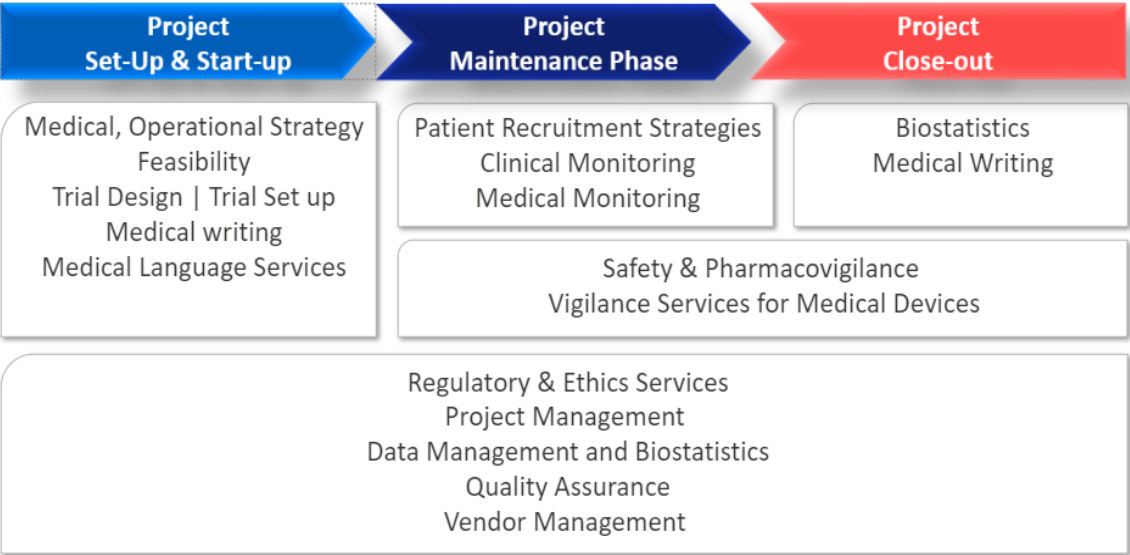 Project
Set-Up & Start-up
Project
Maintenance Phase
Project
Close-out
Medical, Operational Strategy
Feasibility
Trial Design | Trial Set up
Medical writing
Medical Language Services
Patient Recruitment Strategies
Clinical Monitoring
Medical Monitoring
Biostatistics
Medical Writing
Safety & Pharmacovigilance
Vigilance Services for Medical Devices
Regulatory & Ethics Services
Project Management
Data Management and Biostatistics
Quality Assurance
Vendor Management